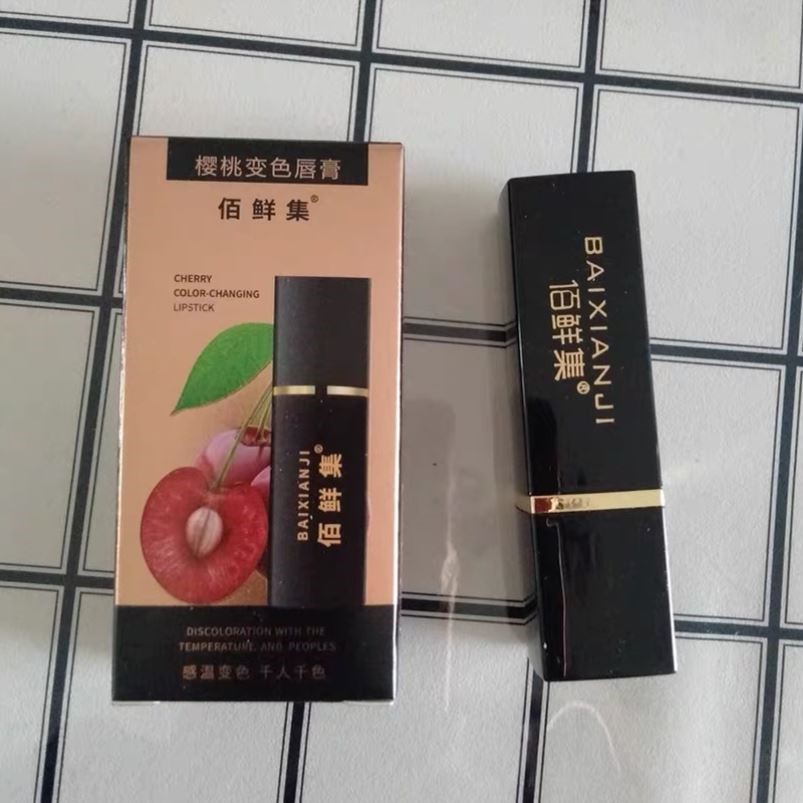 樱桃变色唇膏
佰鲜集®
CHERRY
COLOR-CHANGING
LIPSTICK
BAIXIANJI
佰鲜集®
DISCOLORATION WITH THE
TEMPERATURE AND PEOPLES
感温变色 千人千色
BAIXIANJI
佰鲜集®